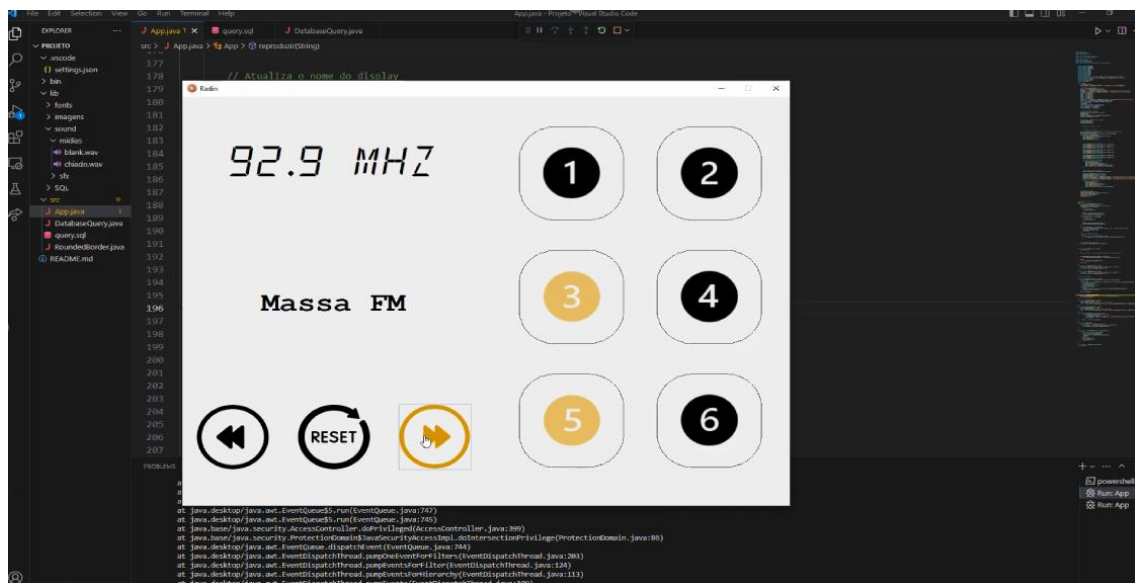 File Edit Selection View Go Run Terminal Help
App.java - Projeto - Visual Studio Code
EXPLORER
PROJETO
.vscode
settings.json
bin
lib
fonts
imagens
sound
midias
blank.wav
chiado.wav
sfx
SQL
src
App.java 1
DatabaseQuery.java
query.sql
RoundedBorder.java
README.md
App.java 1 query.sql DatabaseQuery.java
src > App.java > App > reproduzir(String)
177
178 // Atualiza o nome do display
179
180
181
182
183
184
185
186
187
188
189
190
191
192
193
194
195
196
197
198
199
200
201
202
203
204
205
206
207
Radin
92.9 MHZ
Massa FM
RESET
1 2
3 4
5 6
PROBLEMS
at java.desktop/java.awt.EventQueue$5.run(EventQueue.java:747)
at java.desktop/java.awt.EventQueue$5.run(EventQueue.java:745)
at java.base/java.security.AccessController.doPrivileged(AccessController.java:399)
at java.base/java.security.ProtectionDomain$JavaSecurityAccessImpl.doIntersectionPrivilege(ProtectionDomain.java:86)
at java.desktop/java.awt.EventQueue.dispatchEvent(EventQueue.java:744)
at java.desktop/java.awt.EventDispatchThread.pumpOneEventForFilters(EventDispatchThread.java:203)
at java.desktop/java.awt.EventDispatchThread.pumpEventsForFilter(EventDispatchThread.java:124)
at java.desktop/java.awt.EventDispatchThread.pumpEventsForHierarchy(EventDispatchThread.java:113)
powershell
Run: App
Run: App